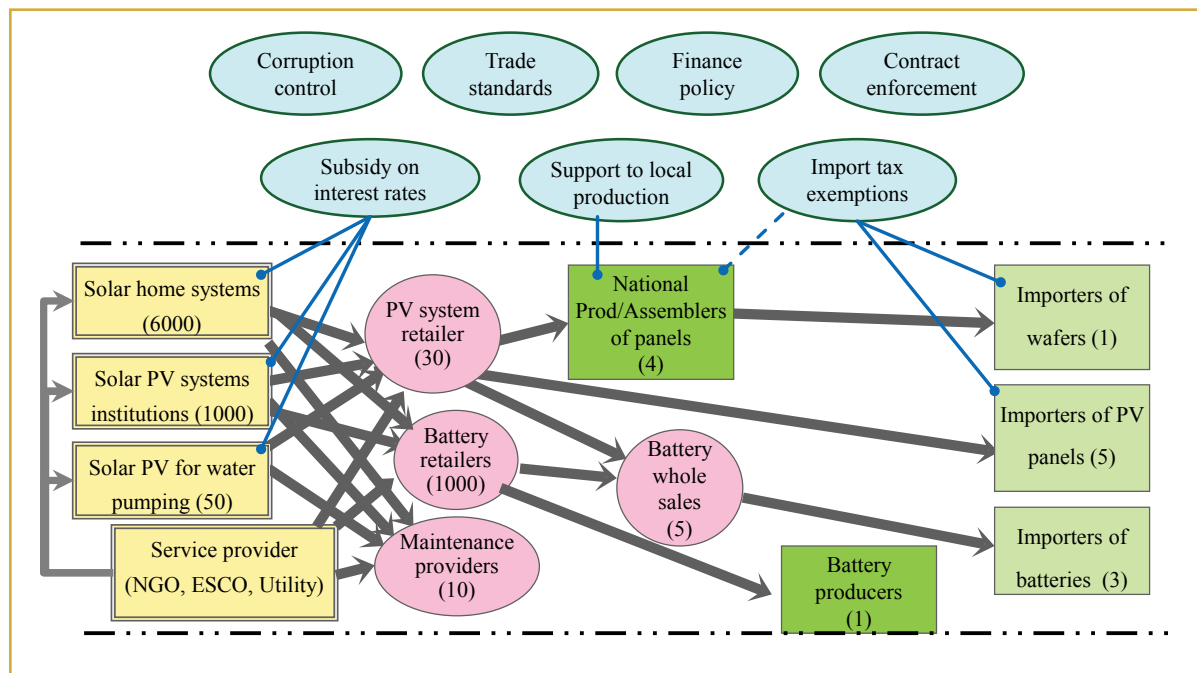 Corruption
control
Trade
standards
Finance
policy
Contract
enforcement
Subsidy on
interest rates
Support to local
production
Import tax
exemptions
Solar home systems
(6000)
Solar PV systems
institutions (1000)
Solar PV for water
pumping (50)
Service provider
(NGO, ESCO, Utility)
PV system
retailer
(30)
Battery
retailers
(1000)
Maintenance
providers
(10)
National
Prod/Assemblers
of panels
(4)
Battery
whole
sales
(5)
Battery
producers
(1)
Importers of
wafers (1)
Importers of PV
panels (5)
Importers of
batteries (3)